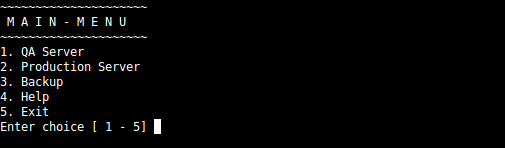 ~~~~~~~~~~~~~~~~~~~~~
M A I N - M E N U
~~~~~~~~~~~~~~~~~~~~~
1. QA Server
2. Production Server
3. Backup
4. Help
5. Exit
Enter choice [ 1 - 5]